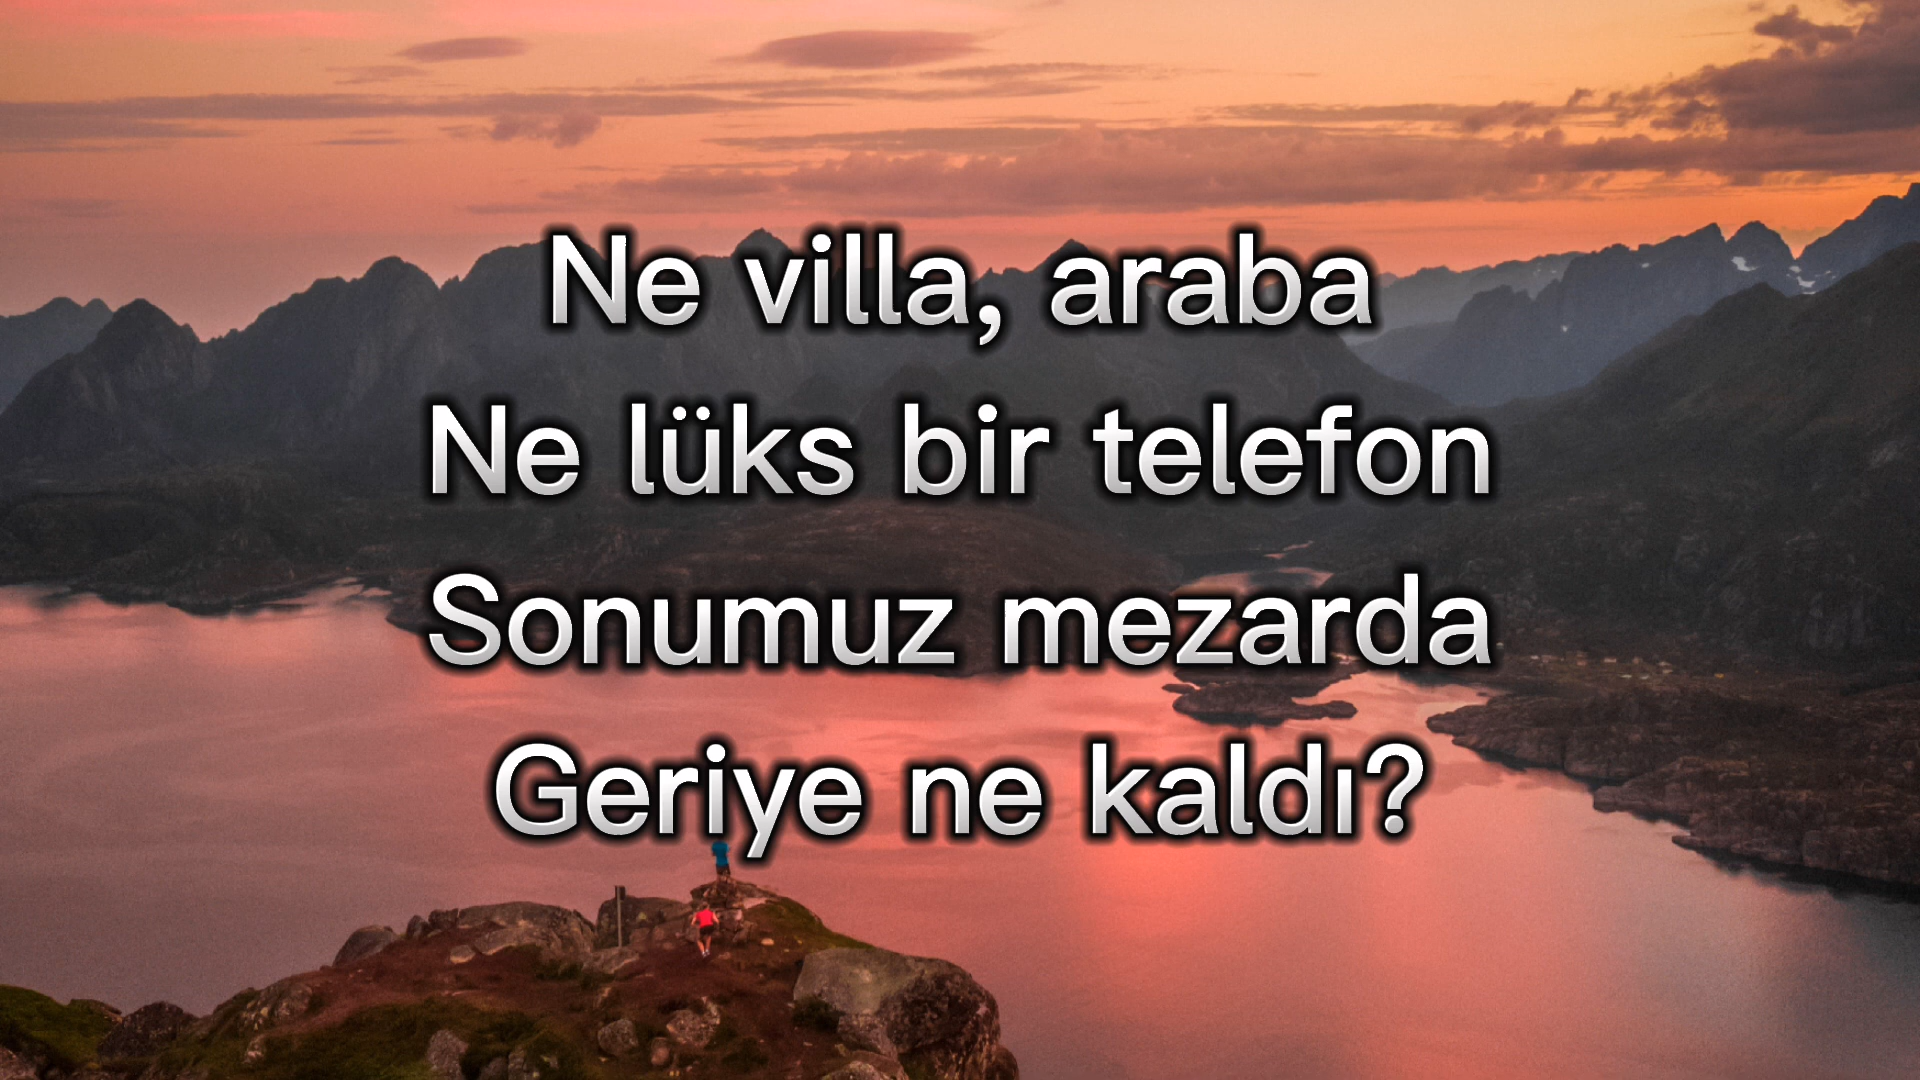 Ne villa, araba
Ne lüks bir telefon
Sonumuz mezarda
Geriye ne kaldı?